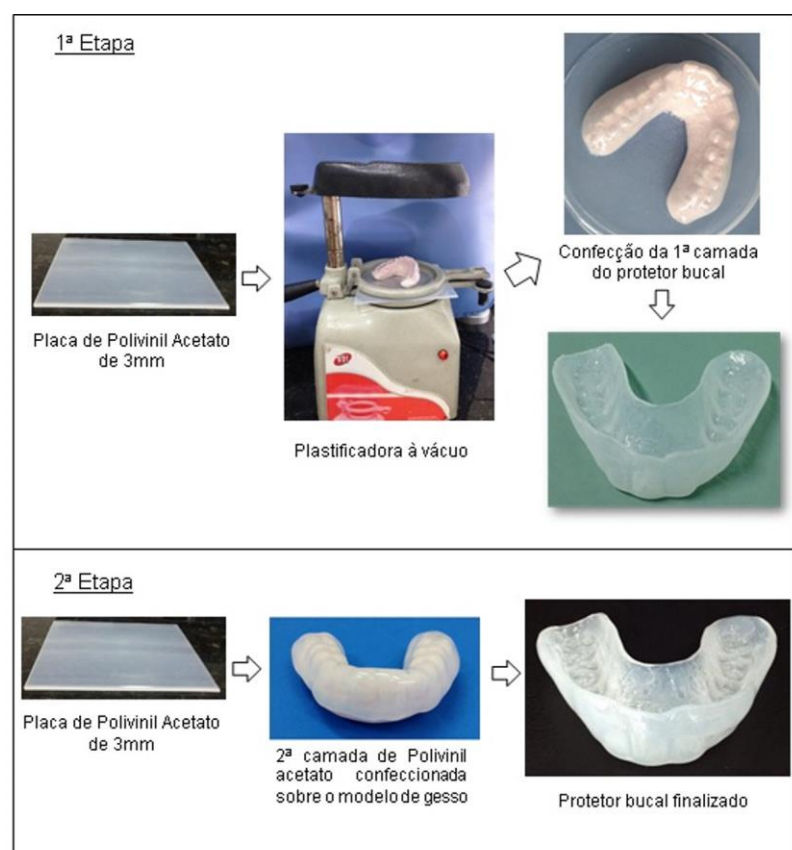 1ª Etapa
Placa de Polivinil Acetato
de 3mm
Plastificadora à vácuo
Confecção da 1ª camada
do protetor bucal
2ª Etapa
Placa de Polivinil Acetato
de 3mm
2ª camada de Polivinil
acetato confeccionada
sobre o modelo de gesso
Protetor bucal finalizado